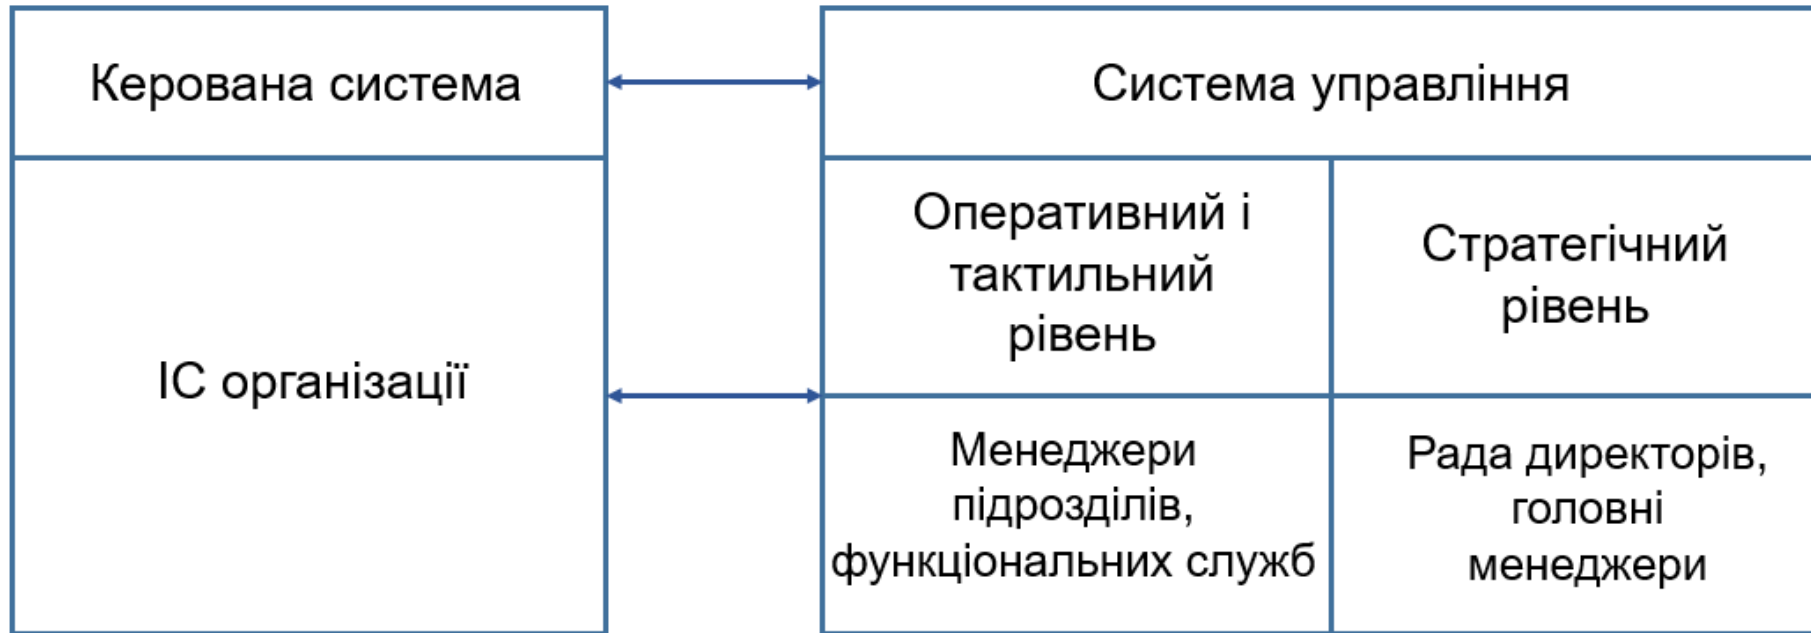 Керована система
Система управління
ІС організації
Оперативний і
тактильний
рівень
Стратегічний
рівень
Менеджери
підрозділів,
функціональних служб
Рада директорів,
головні
менеджери